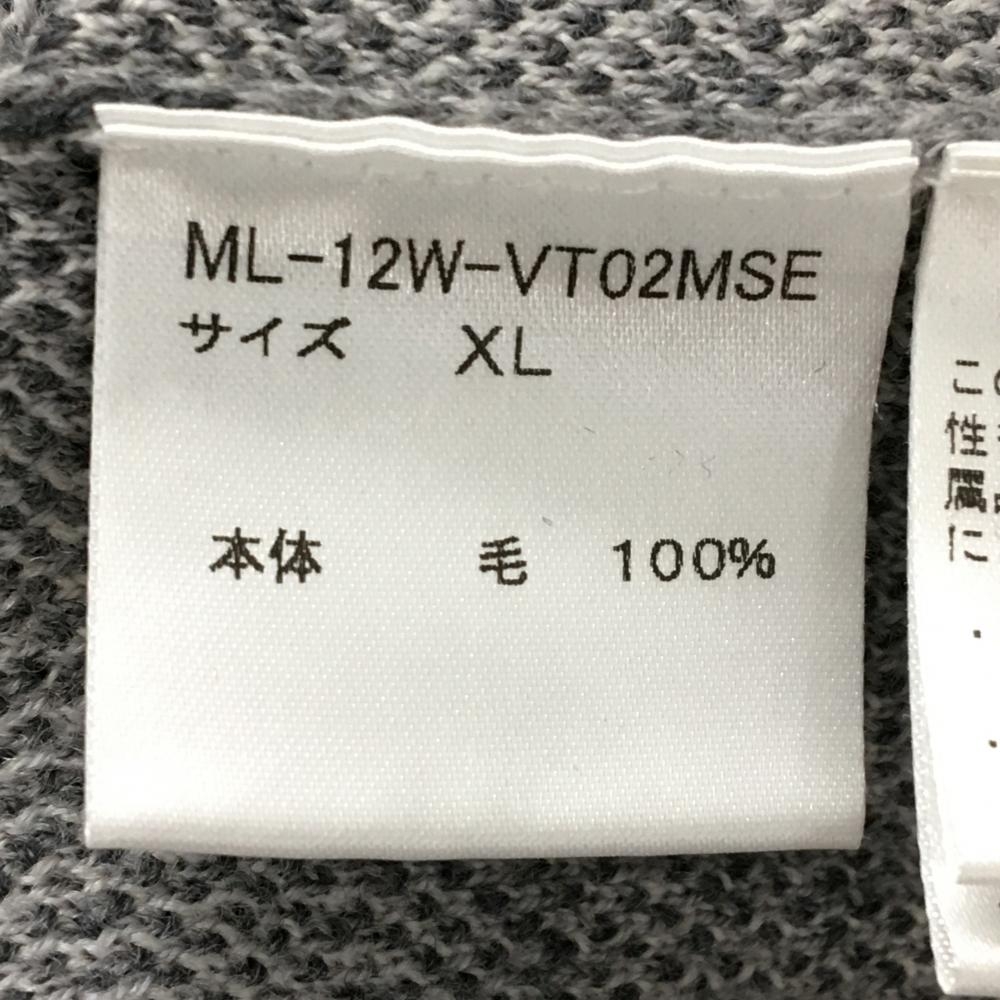 ML-12W-VT02MSE
サイズ XL
本体 毛 100%
こ
性
属
に